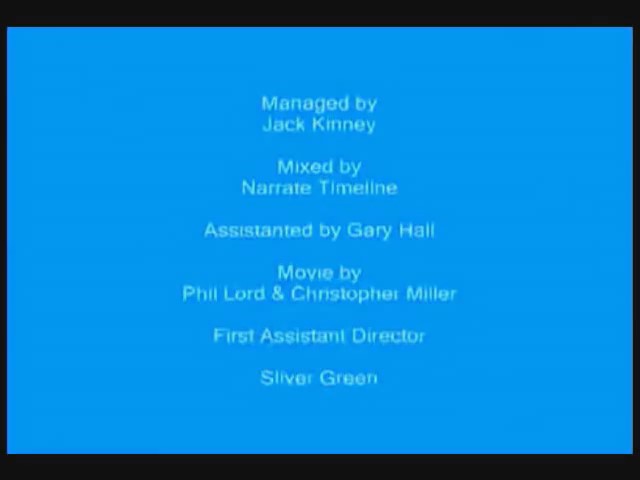 Managed by
Jack Kinney
Mixed by
Narrate Timeline
Assistanted by Gary Hall
Movie by
Phil Lord & Christopher Miller
First Assistant Director
Silver Green